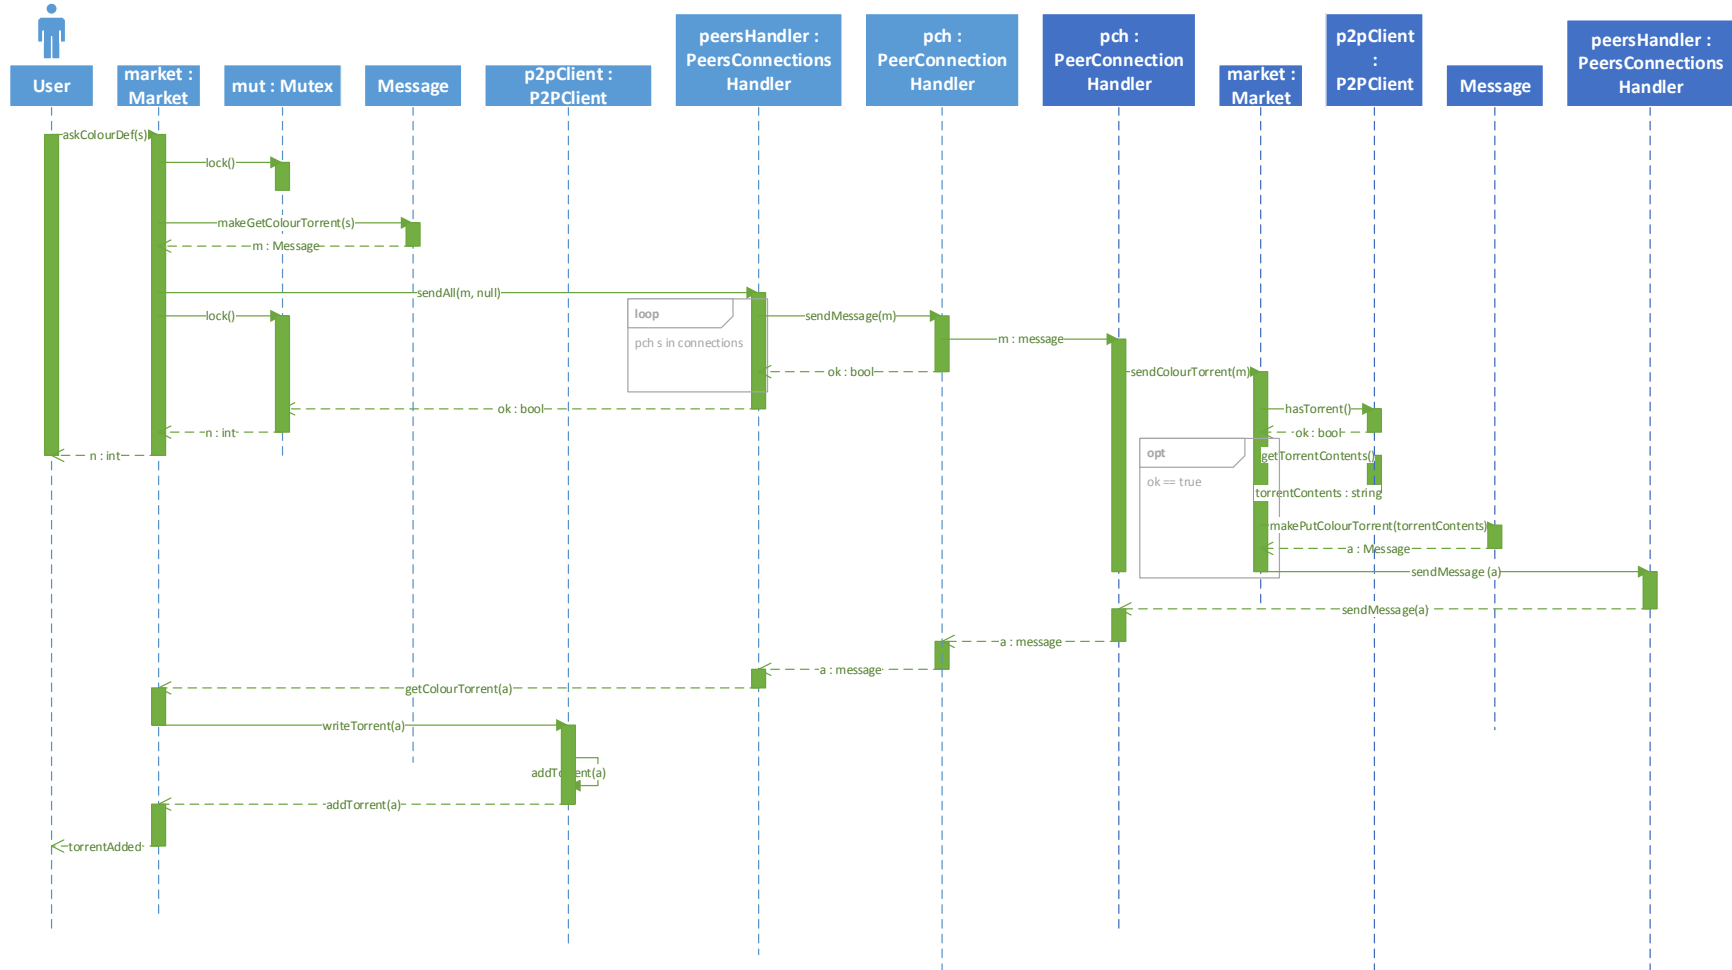 User
market :
Market
mut : Mutex
Message
p2pClient :
P2PClient
peersHandler :
PeersConnections
Handler
pch :
PeerConnection
Handler
pch :
PeerConnection
Handler
market :
Market
p2pClient
:
P2PClient
Message
peersHandler :
PeersConnections
Handler
askColourDef(s)
lock()
makeGetColourTorrent(s)
m : Message
sendAll(m, null)
lock()
loop
pch s in connections
sendMessage(m)
m : message
ok : bool
sendColourTorrent(m)
ok : bool
hasTorrent()
n : int
ok : bool
n : int
opt
ok == true
getTorrentContents()
torrentContents : string
makePutColourTorrent(torrentContents)
a : Message
sendMessage (a)
sendMessage(a)
a : message
a : message
getColourTorrent(a)
writeTorrent(a)
addTorrent(a)
addTorrent(a)
torrentAdded